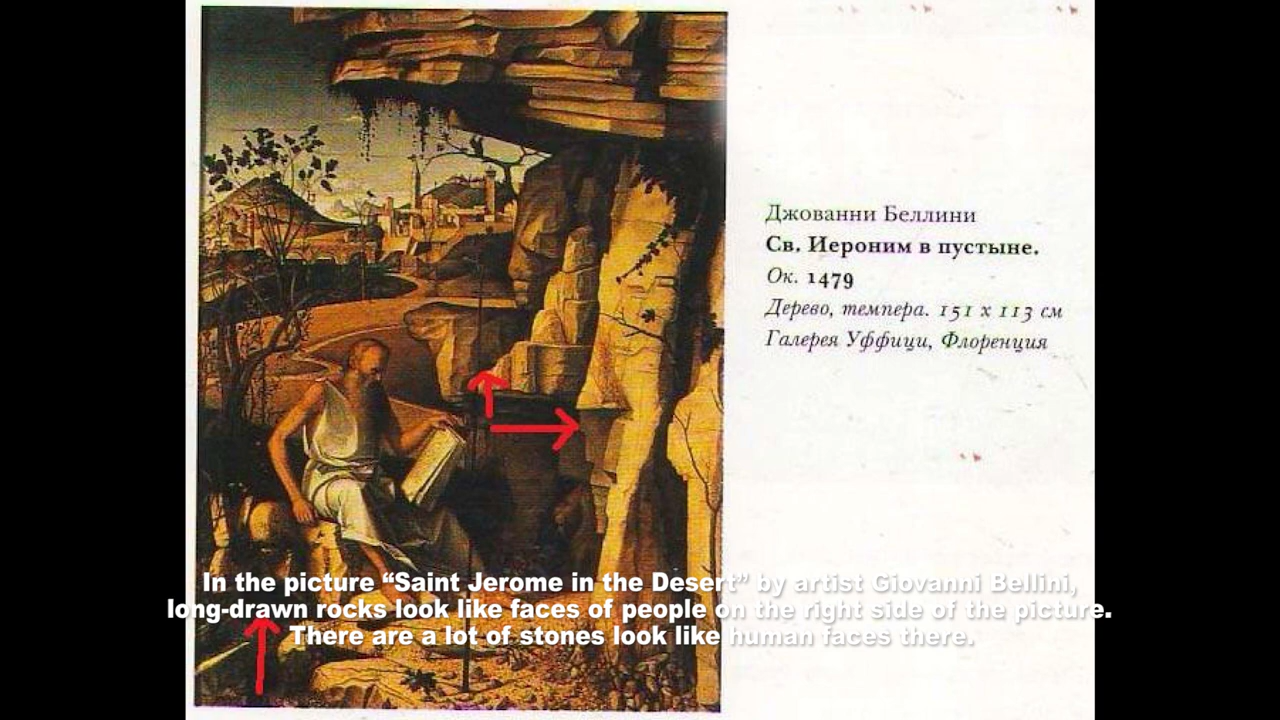 Джованни Беллини
Св. Иероним в пустыне.
Ок. 1479
Дерево, темпера. 151 x 113 см
Галерея Уффици, Флоренция
In the picture “Saint Jerome in the Desert” by artist Giovanni Bellini,
long-drawn rocks look like faces of people on the right side of the picture.
There are a lot of stones look like human faces there.